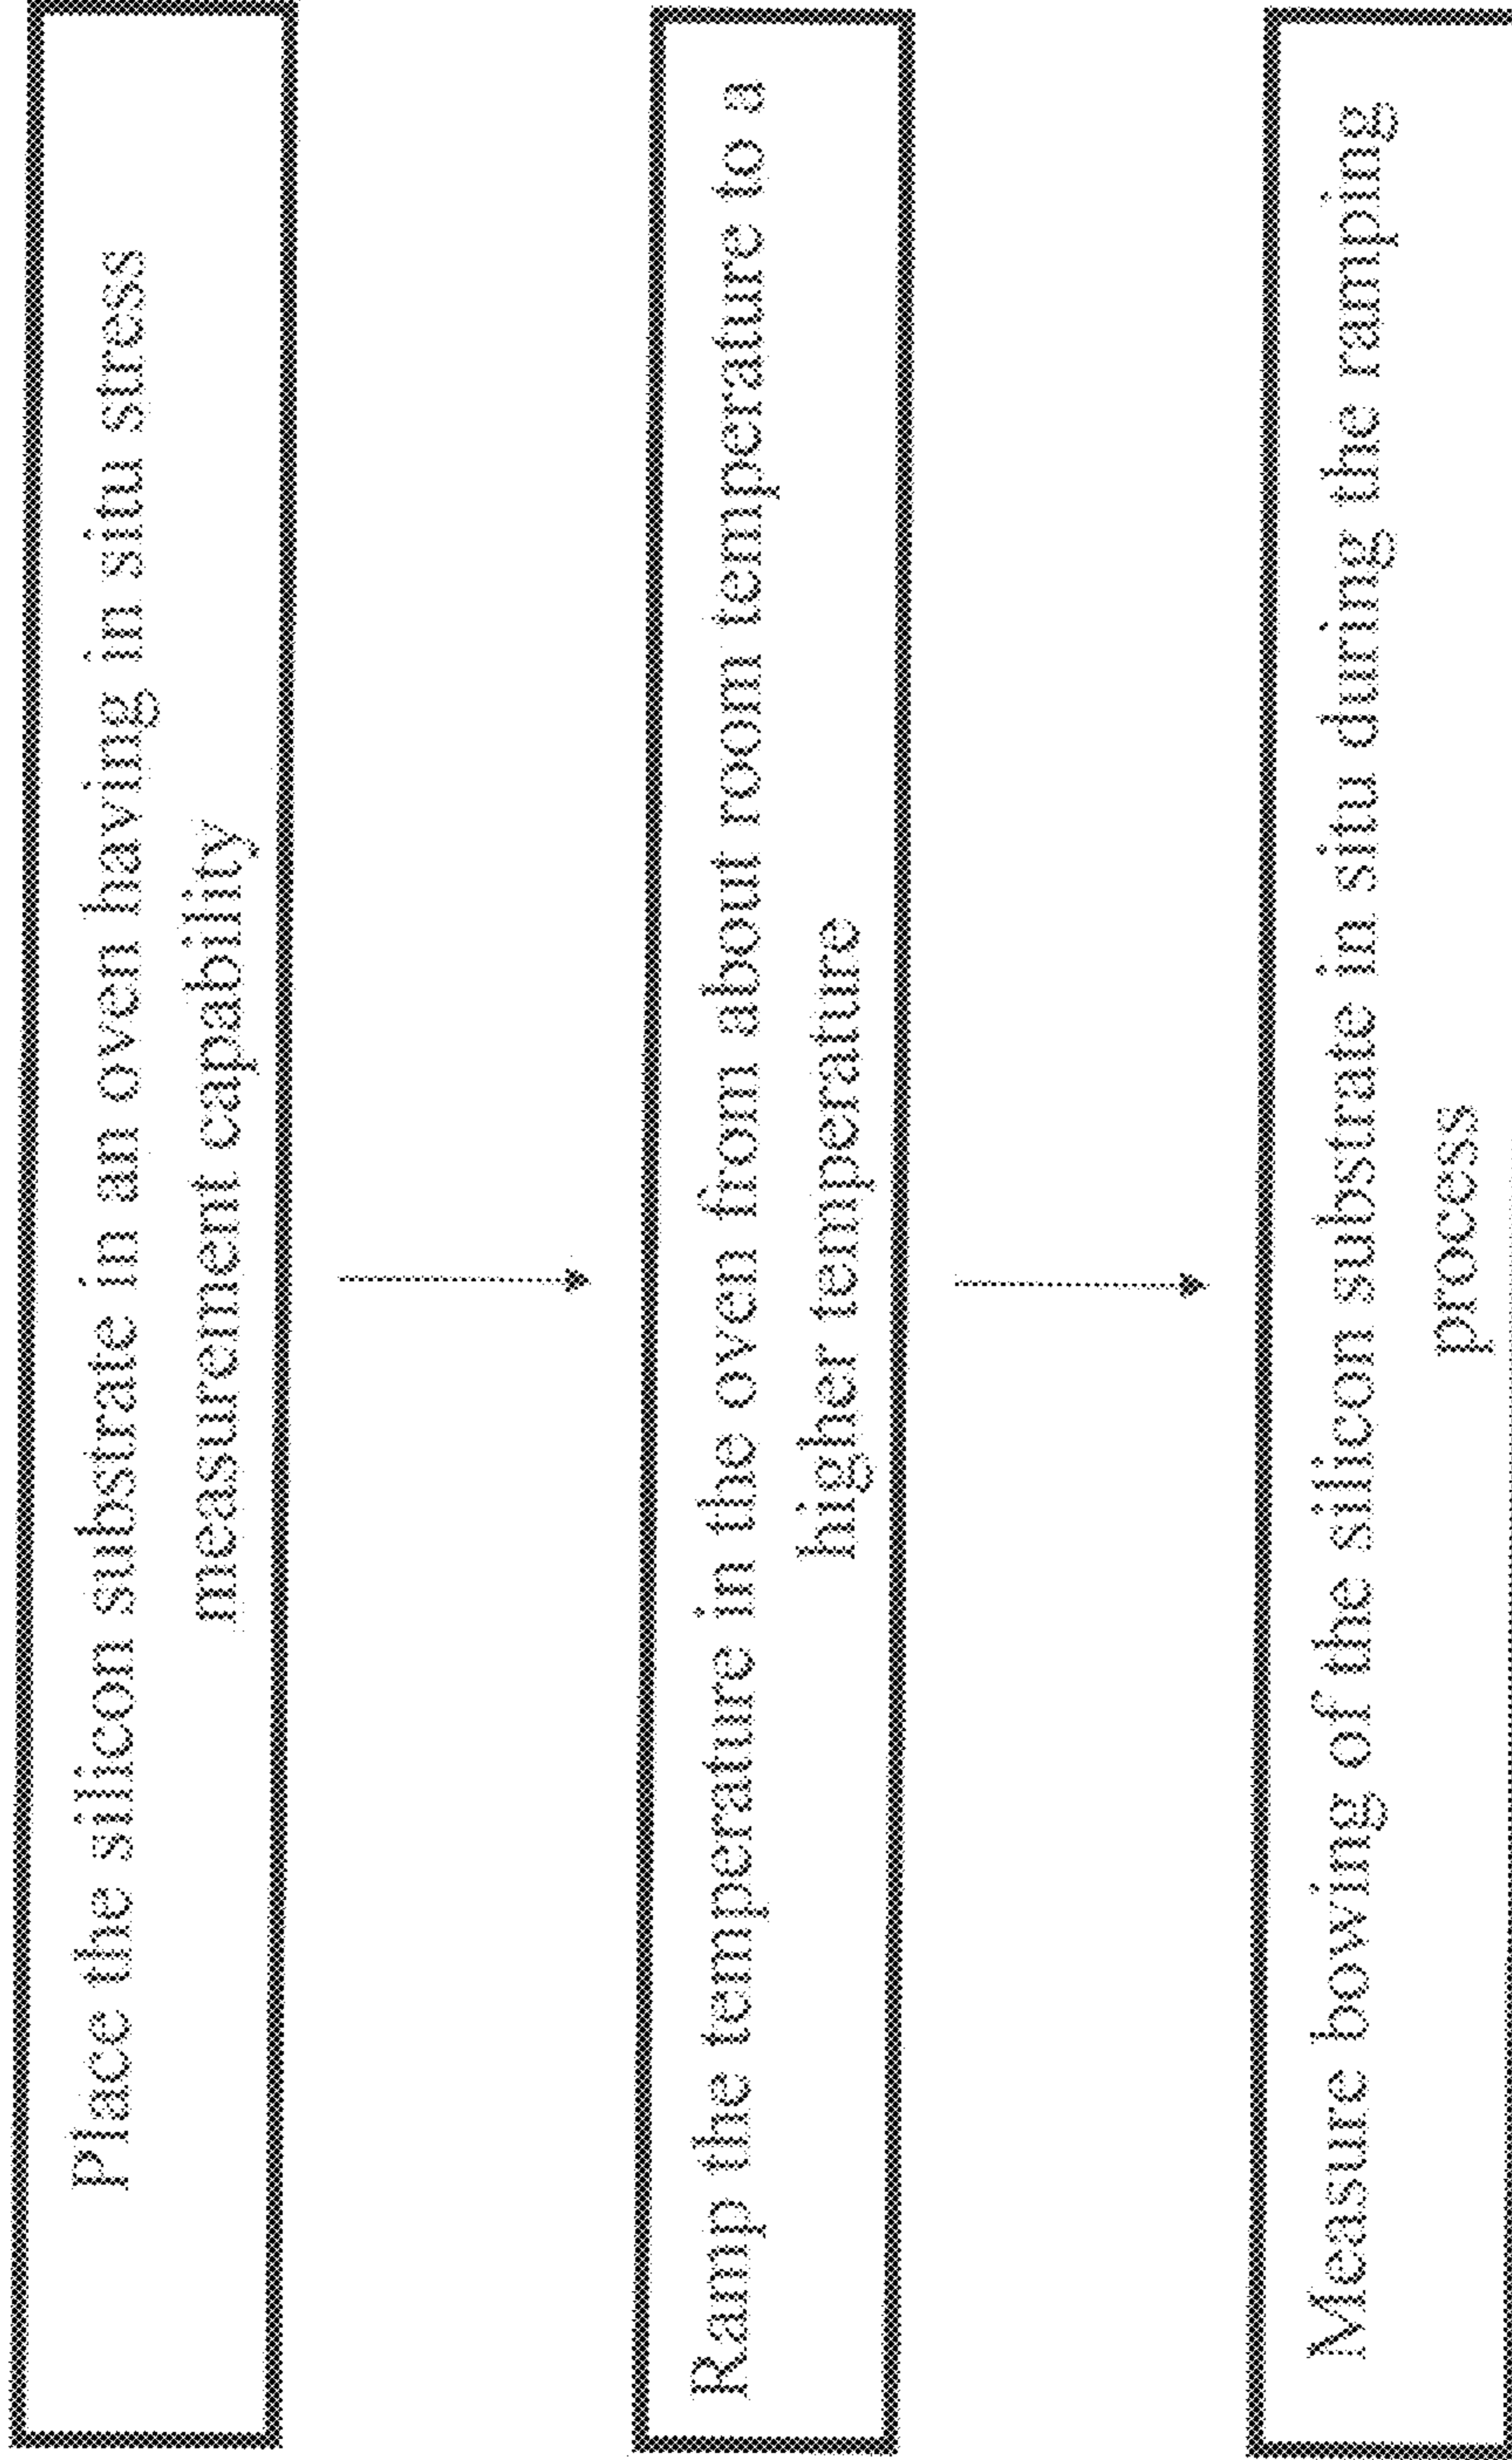 Place the silicon substrate in an oven having in situ stress
measurement capability
Ramp the temperature in the oven from about room temperature to a
higher temperature
Measure bowing of the silicon substrate in situ during the ramping
process